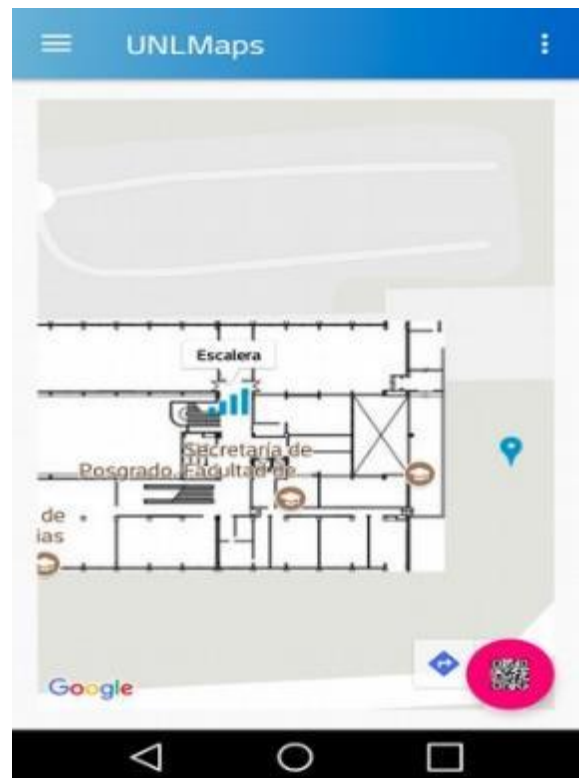 UNLMaps
Escalera
Secretaría de
Posgrado, Facultad de...
de
ias
Google